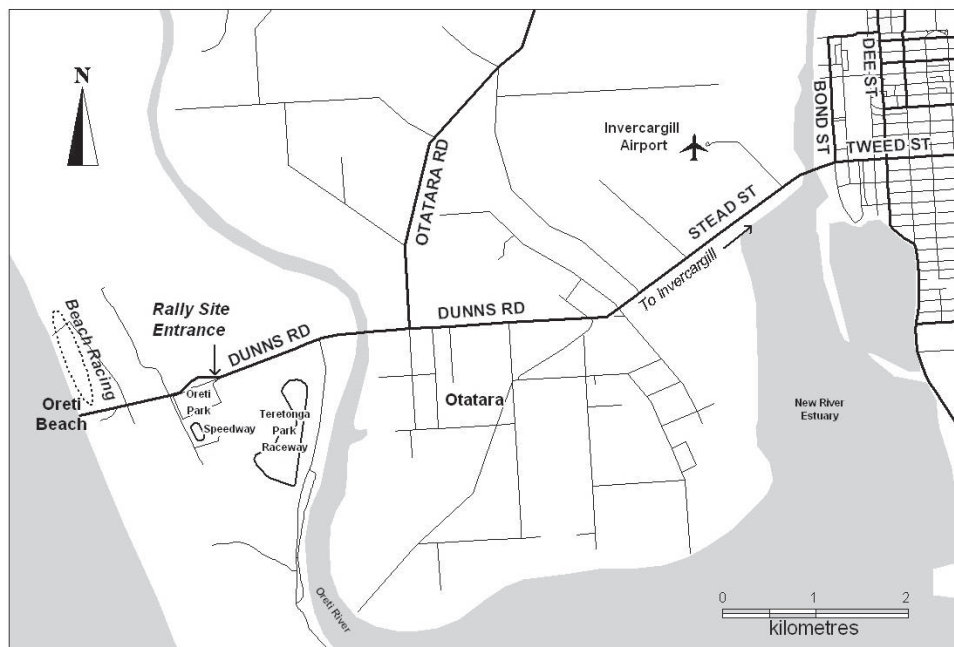 N
Invercargill
Airport
BOND ST
DEE ST
TWEED ST
OTATARA RD
STEAD ST
To Invercargill
Beach Racing
Rally Site
Entrance
DUNNS RD
DUNNS RD
Oreti
Beach
Oreti
Park
Speedway
Teretonga
Park
Raceway
Otatara
New River
Estuary
Oreti River
0 1 2
kilometres